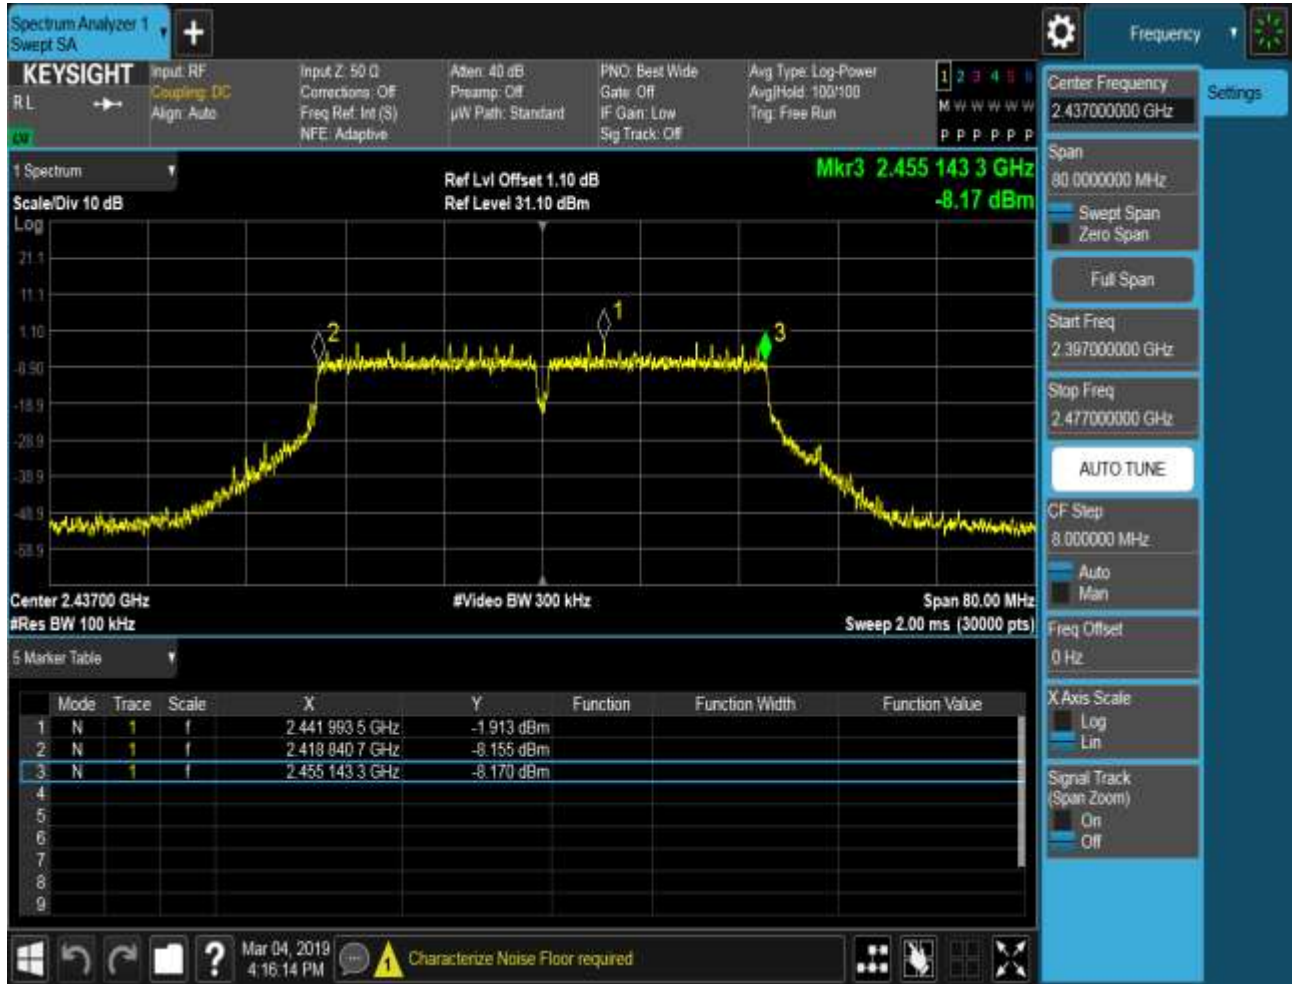 Spectrum Analyzer 1
Swept SA
+
Frequency
KEYSIGHT
RL
Input: RF
Coupling: DC
Align: Auto
Input Z: 50 Ω
Corrections: Off
Freq Ref: Int (S)
NFE: Adaptive
Atten: 40 dB
Preamp: Off
µW Path: Standard
PNO: Best Wide
Gate: Off
IF Gain: Low
Sig Track: Off
Avg Type: Log-Power
Avg|Hold: 100/100
Trig: Free Run
1 2 3 4 5 6
M W W W W W
P P P P P P
1 Spectrum
Scale/Div 10 dB
Ref Lvl Offset 1.10 dB
Ref Level 31.10 dBm
Mkr3 2.455 143 3 GHz
-8.17 dBm
Log
21.1
11.1
1.10
-8.90
-18.9
-28.9
-38.9
-48.9
-58.9
2
1
3
Center 2.43700 GHz
#Res BW 100 kHz
#Video BW 300 kHz
Span 80.00 MHz
Sweep 2.00 ms (30000 pts)
5 Marker Table
Mode Trace Scale X Y Function Function Width Function Value
1 N 1 f 2.441 993 5 GHz -1.913 dBm
2 N 1 f 2.418 840 7 GHz -8.155 dBm
3 N 1 f 2.455 143 3 GHz -8.170 dBm
4
5
6
7
8
9
Mar 04, 2019
4:16:14 PM
?
1
Characterize Noise Floor required
Center Frequency
2.437000000 GHz
Settings
Span
80.0000000 MHz
Swept Span
Zero Span
Full Span
Start Freq
2.397000000 GHz
Stop Freq
2.477000000 GHz
AUTO TUNE
CF Step
8.000000 MHz
Auto
Man
Freq Offset
0 Hz
X Axis Scale
Log
Lin
Signal Track
(Span Zoom)
On
Off